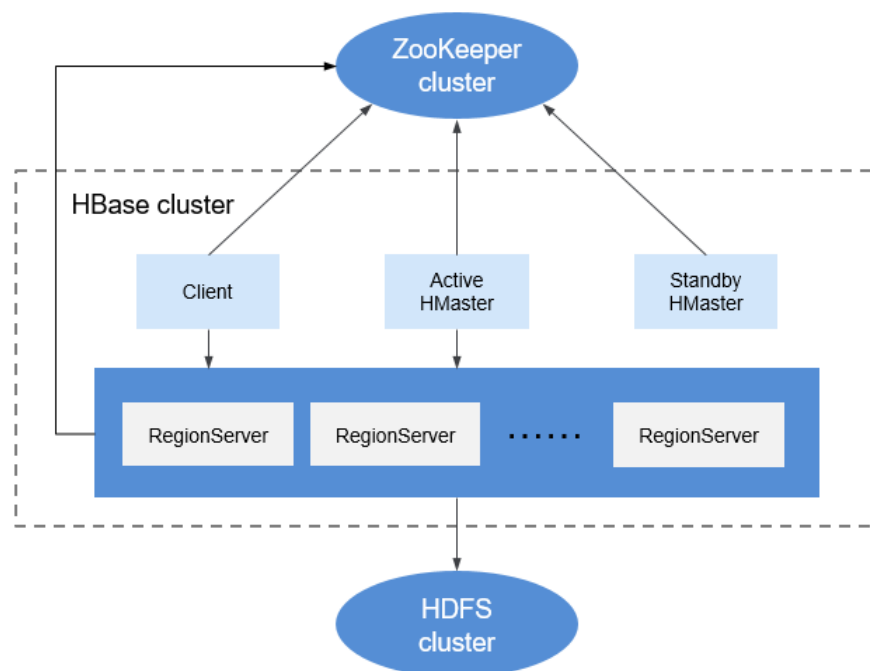 ZooKeeper
cluster
HBase cluster
Client
Active
HMaster
Standby
HMaster
RegionServer
RegionServer
......
RegionServer
HDFS
cluster